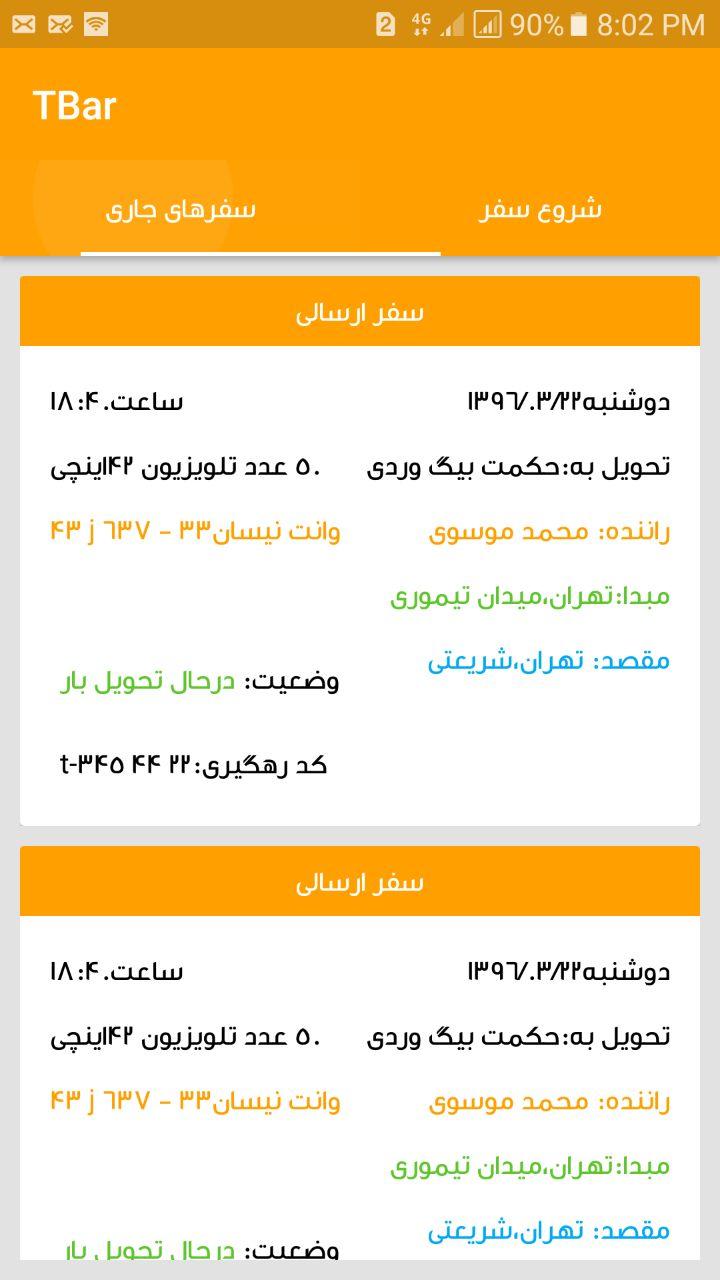 2 4G 90% 8:02 PM
TBar
شروع سفر
سفرهای جاری
سفر ارسالی
دوشنبه۱۳۹۶/۰۳/۲۲ ساعت۱۸:۴۰
تحویل به:حکمت بیگ وردی ۵۰ عدد تلویزیون ۴۲اینچی
راننده: محمد موسوی وانت نیسان۳۳ - ۶۳۷ j ۴۳
مبدا:تهران،میدان تیموری
مقصد: تهران،شریعتی
وضعیت: درحال تحویل بار
کد رهگیری:۲۲ ۴۴ t-۳۴۵
سفر ارسالی
دوشنبه۱۳۹۶/۰۳/۲۲ ساعت۱۸:۴۰
تحویل به:حکمت بیگ وردی ۵۰ عدد تلویزیون ۴۲اینچی
راننده: محمد موسوی وانت نیسان۳۳ - ۶۳۷ j ۴۳
مبدا:تهران،میدان تیموری
مقصد: تهران،شریعتی
وضعیت: درحال تحویل بار